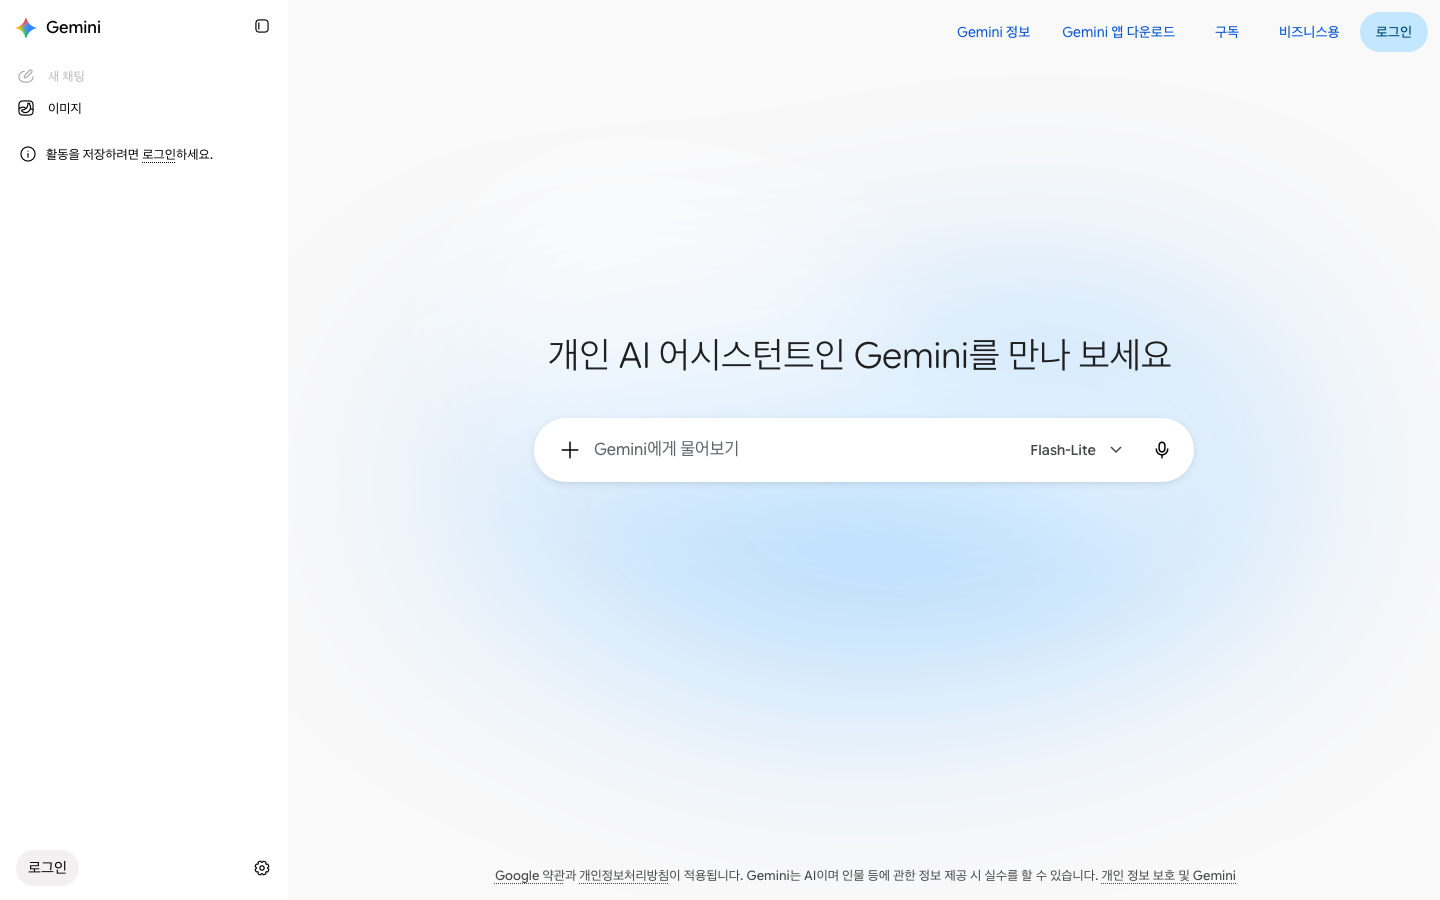 Gemini
새 채팅
이미지
활동을 저장하려면 로그인하세요.
로그인
Gemini 정보
Gemini 앱 다운로드
구독
비즈니스용
로그인
개인 AI 어시스턴트인 Gemini를 만나 보세요
Gemini에게 물어보기
Flash-Lite
Google 약관과 개인정보처리방침이 적용됩니다. Gemini는 AI이며 인물 등에 관한 정보 제공 시 실수를 할 수 있습니다. 개인 정보 보호 및 Gemini